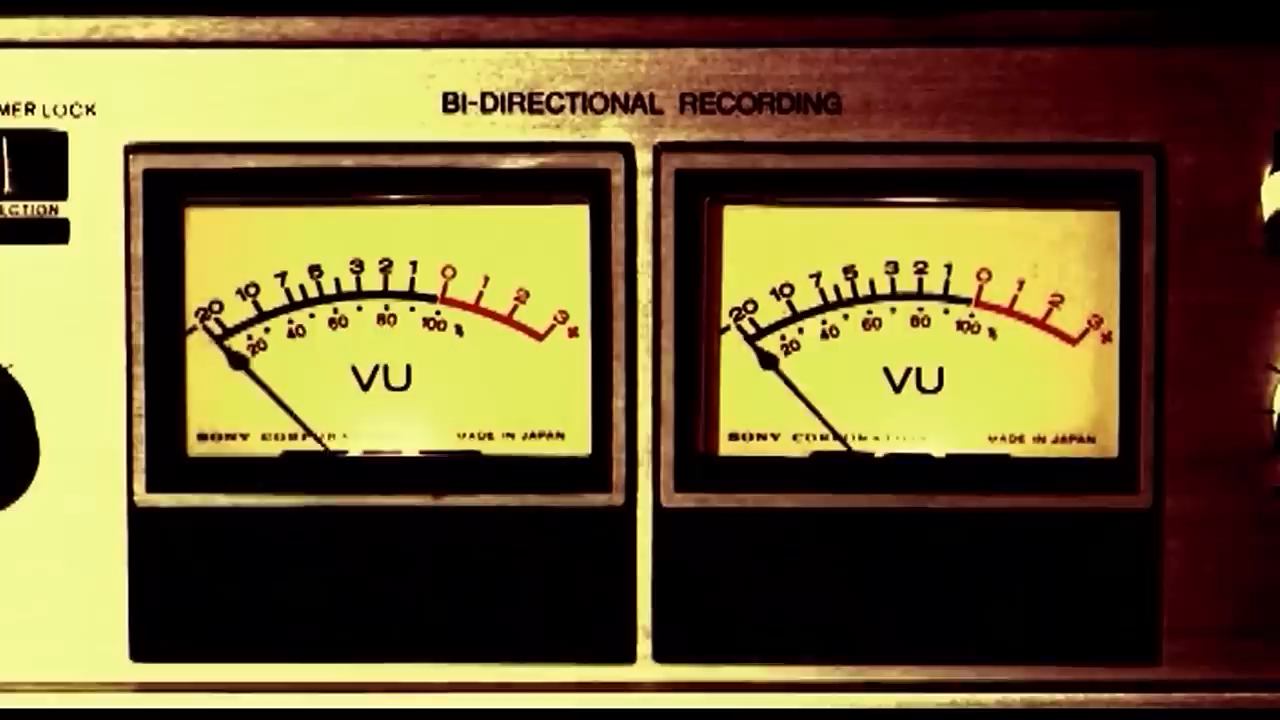 BI-DIRECTIONAL RECORDING
MER LOCK
ECTION
20 10 7 5 3 2 1 0 1 2 3 +
20 40 60 80 100 %
VU
SONY CORPORA
MADE IN JAPAN
20 10 7 5 3 2 1 0 1 2 3 +
20 40 60 80 100 %
VU
SONY CORPORATION
MADE IN JAPAN